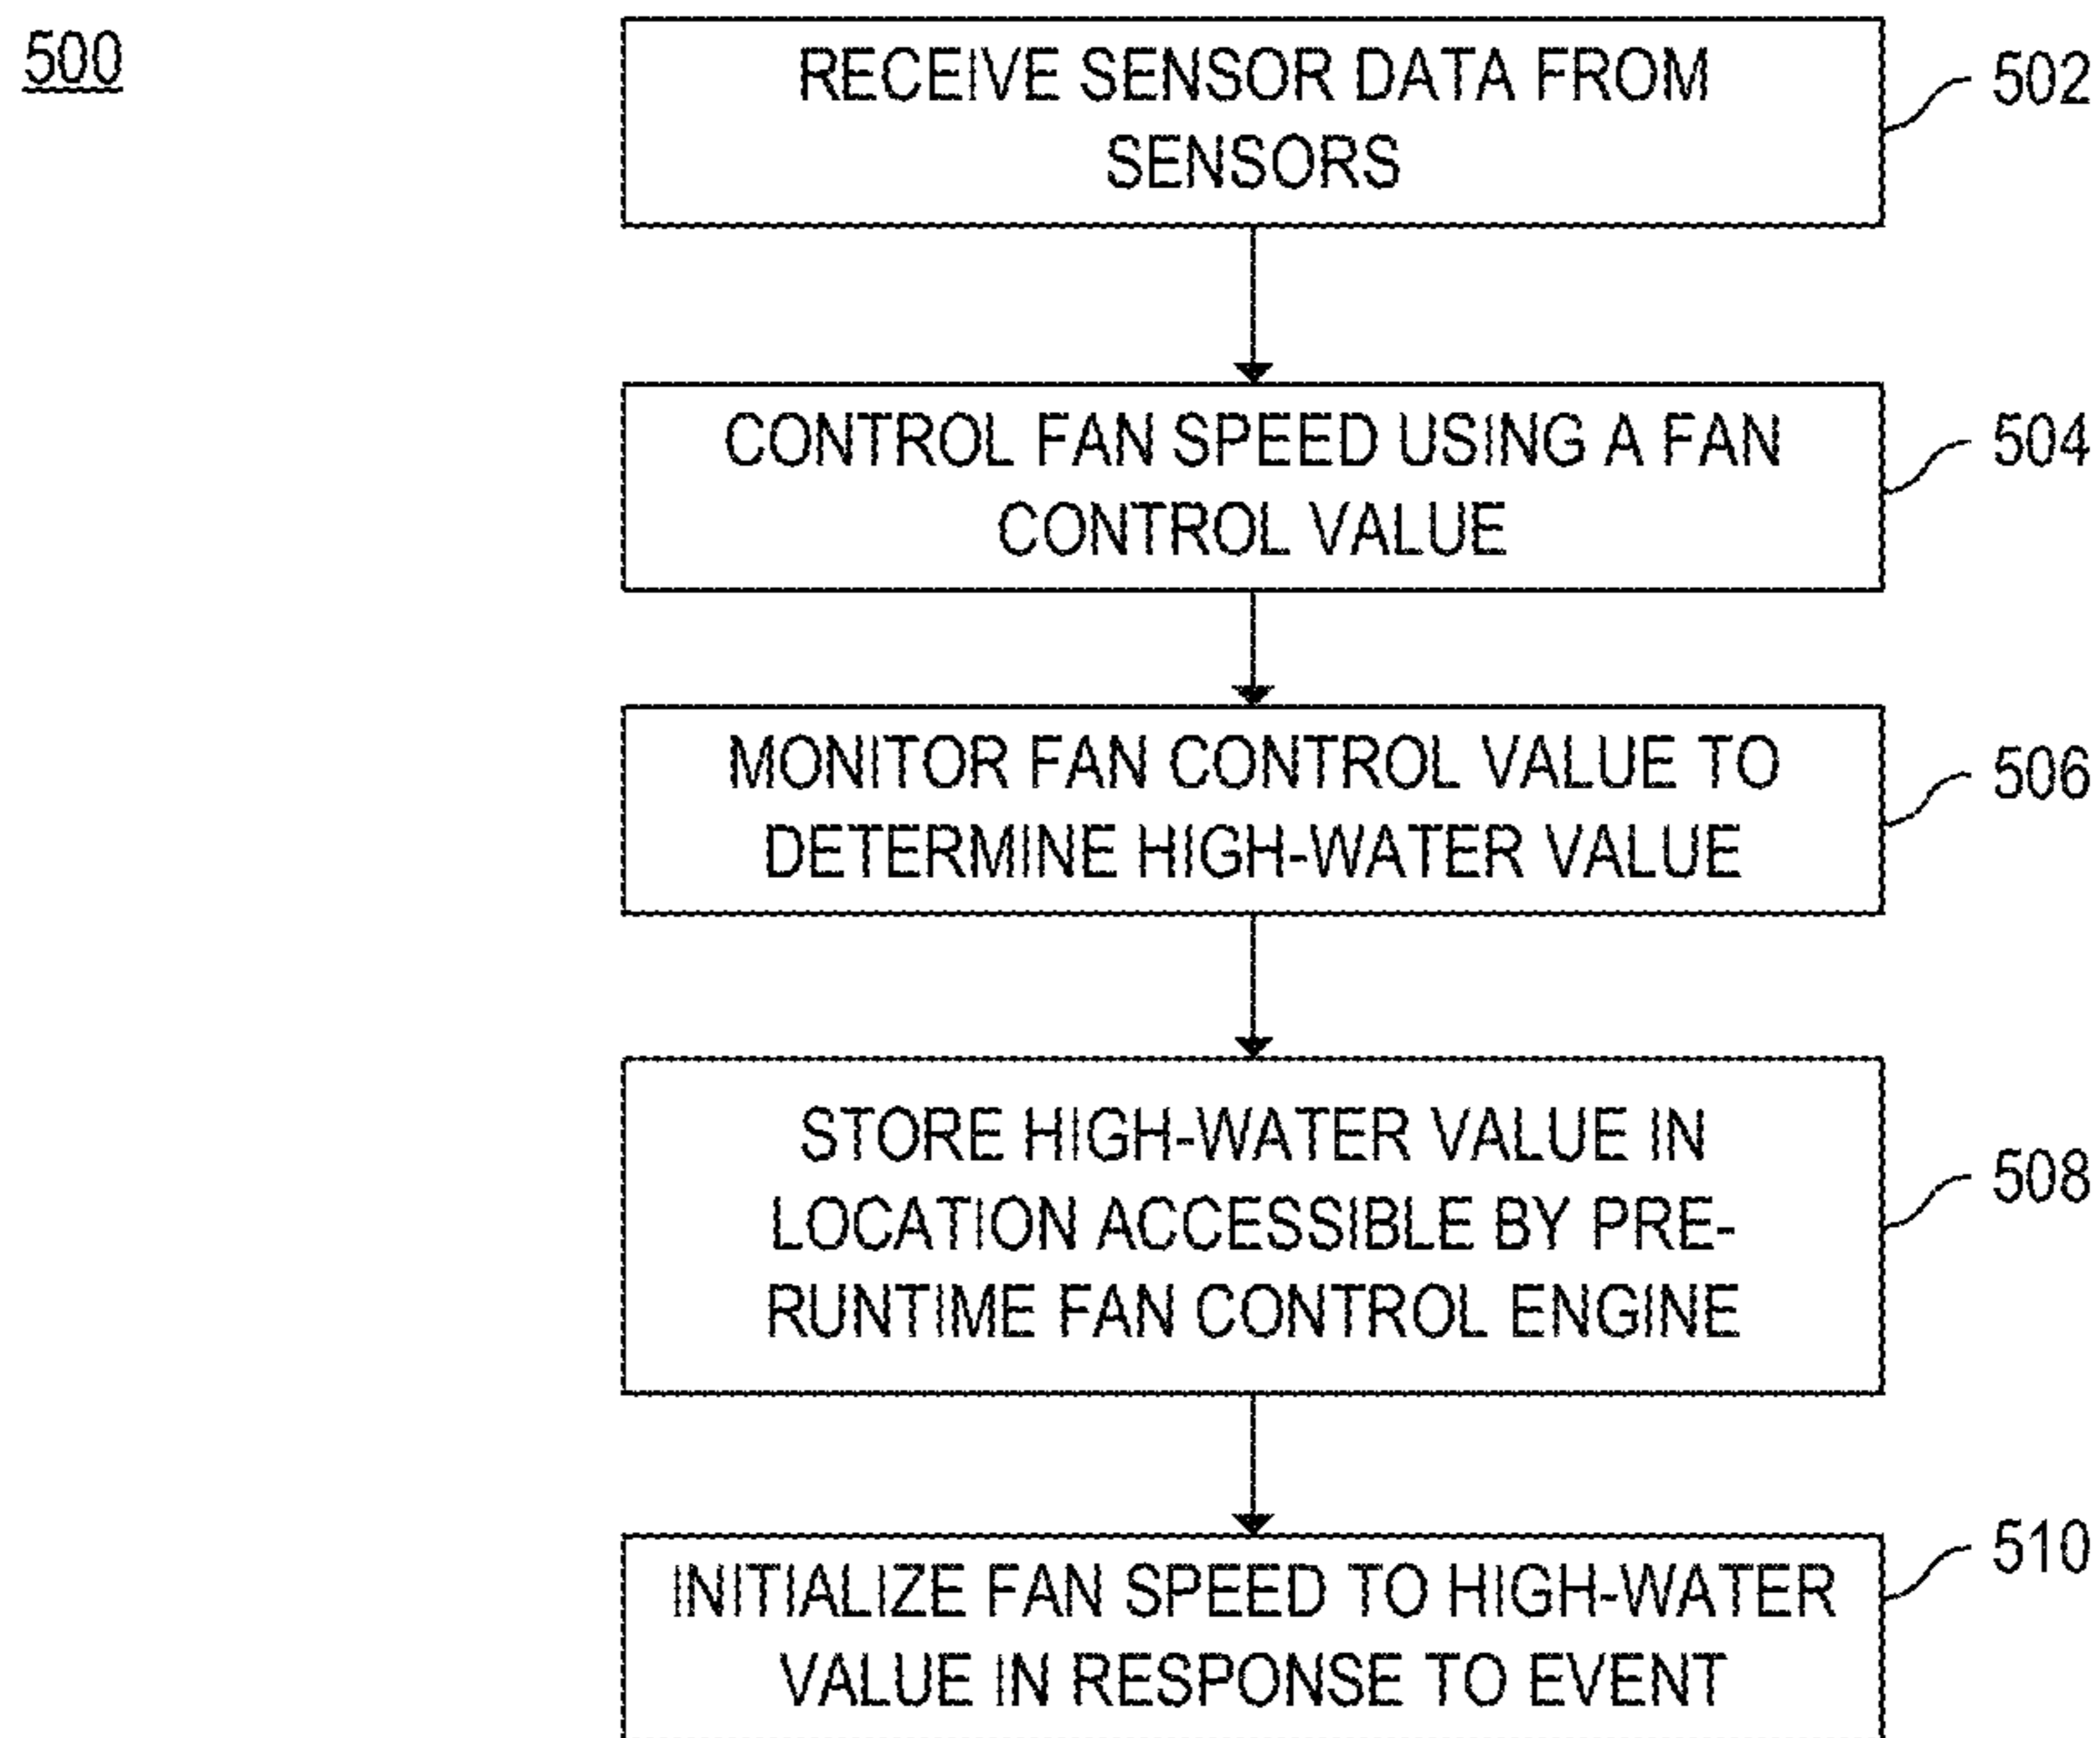 500
RECEIVE SENSOR DATA FROM
SENSORS
502
CONTROL FAN SPEED USING A FAN
CONTROL VALUE
504
MONITOR FAN CONTROL VALUE TO
DETERMINE HIGH-WATER VALUE
506
STORE HIGH-WATER VALUE IN
LOCATION ACCESSIBLE BY PRE-
RUNTIME FAN CONTROL ENGINE
508
INITIALIZE FAN SPEED TO HIGH-WATER
VALUE IN RESPONSE TO EVENT
510